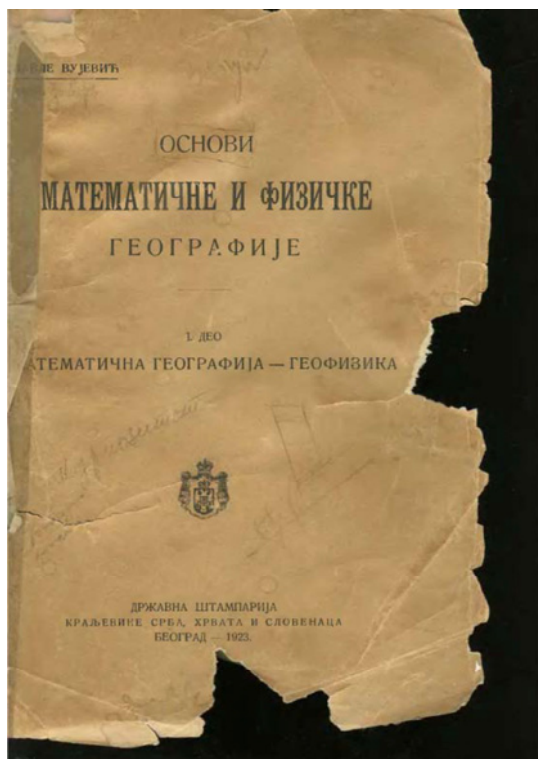 ВУЈЕВИЋ
ОСНОВИ
МАТЕМАТИЧНЕ И ФИЗИЧКЕ
ГЕОГРАФИЈЕ
I. ДЕО
АТЕМАТИЧНА ГЕОГРАФИЈА — ГЕОФИЗИКА
ДРЖАВНА ШТАМПАРИЈА
КРАЉЕВИНЕ СРБА, ХРВАТА И СЛОВЕНАЦА
БЕОГРАД — 1923.